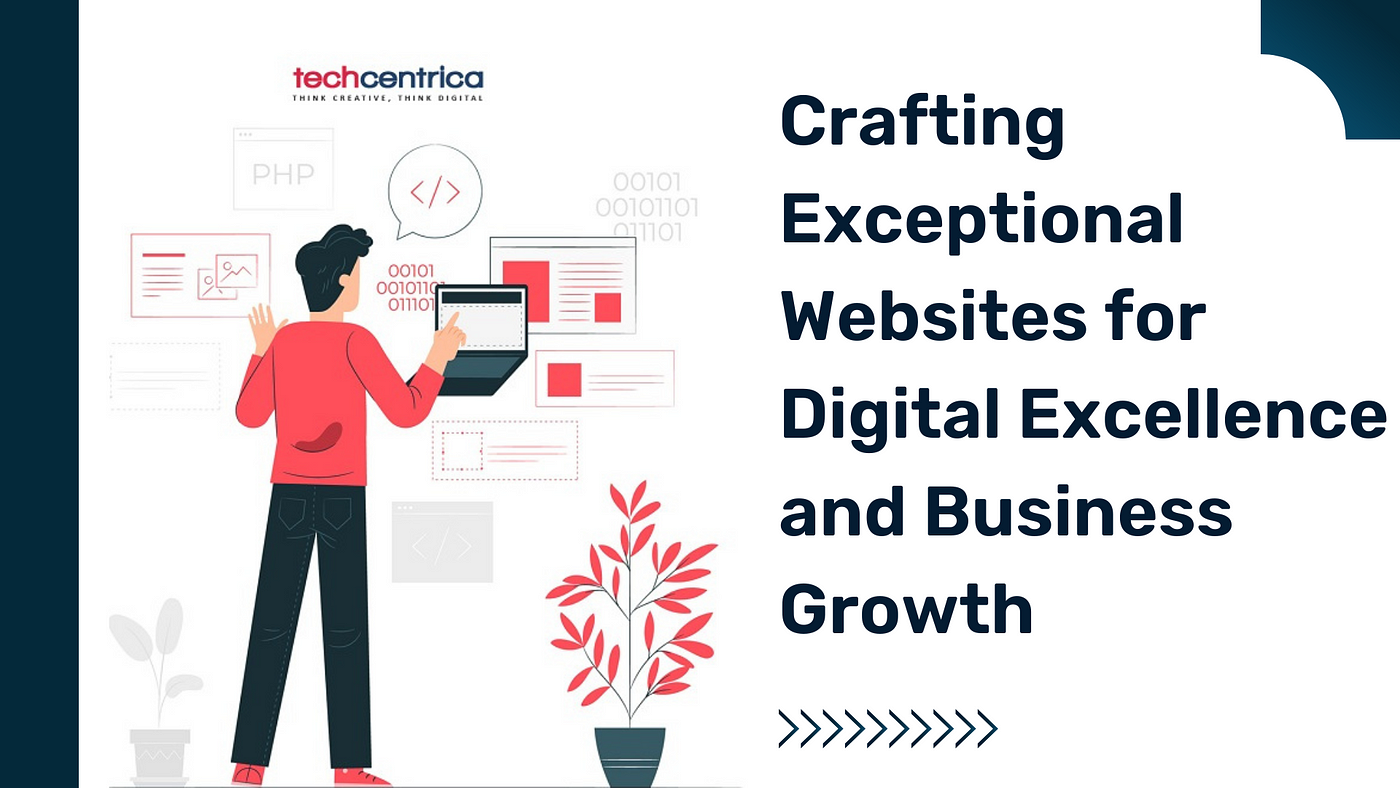 techcentrica
THINK CREATIVE, THINK DIGITAL
PHP
</>
00101
00101101
011101
00101
00101101
011101
</>
Crafting
Exceptional
Websites for
Digital Excellence
and Business
Growth